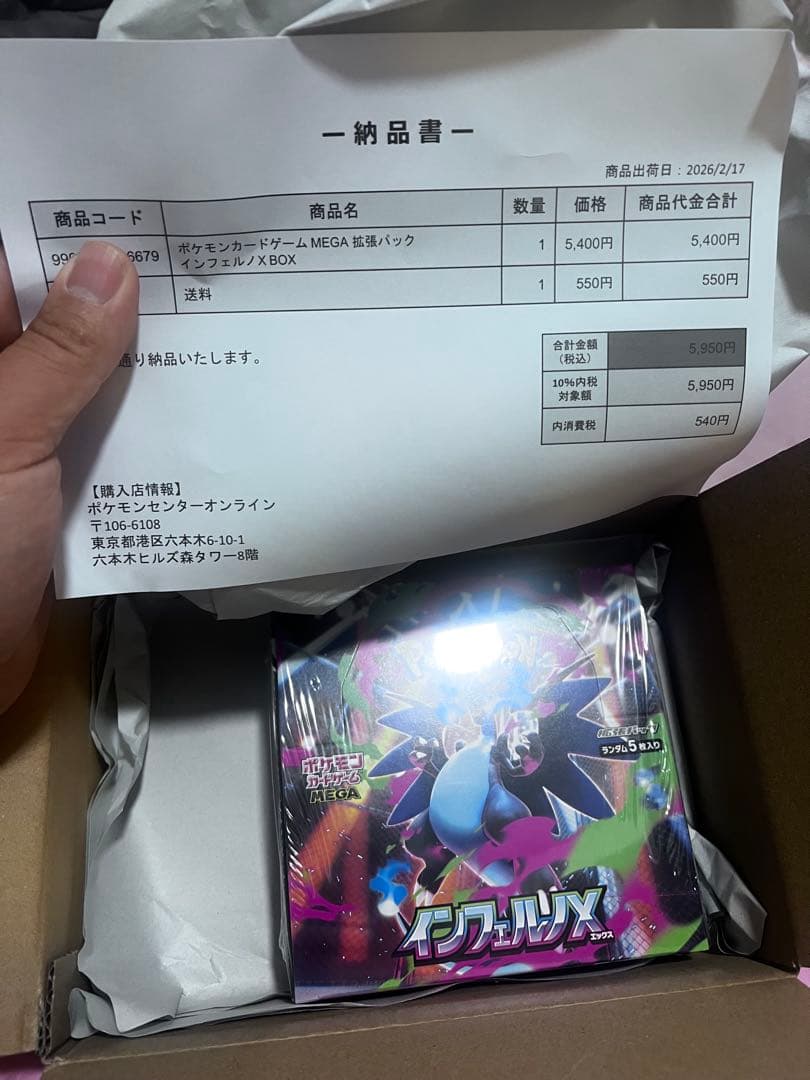 ー納品書ー
商品出荷日：2026/2/17
商品コード 商品名 数量 価格 商品代金合計
99 6679 ポケモンカードゲーム MEGA 拡張パック
インフェルノX BOX 1 5,400円 5,400円
送料 1 550円 550円
合計金額
（税込） 5,950円
10%内税
対象額 5,950円
内消費税 540円
通り納品いたします。
【購入店情報】
ポケモンセンターオンライン
〒106-6108
東京都港区六本木6-10-1
六本木ヒルズ森タワー8階
拡張パック
ランダム5枚入り
ポケモン
カードゲーム
MEGA
インフェルノX
エックス